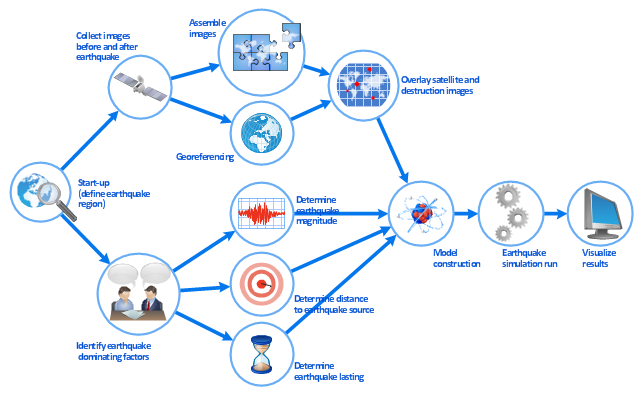 Assemble
images
Collect images
before and after
earthquake
Overlay satellite and
destruction images
Georeferencing
Start-up
(define earthquake
region)
Determine
earthquake
magnitude
Model
construction
Earthquake
simulation run
Visualize
results
Determine distance
to earthquake source
Identify earthquake
dominating factors
Determine
earthquake lasting